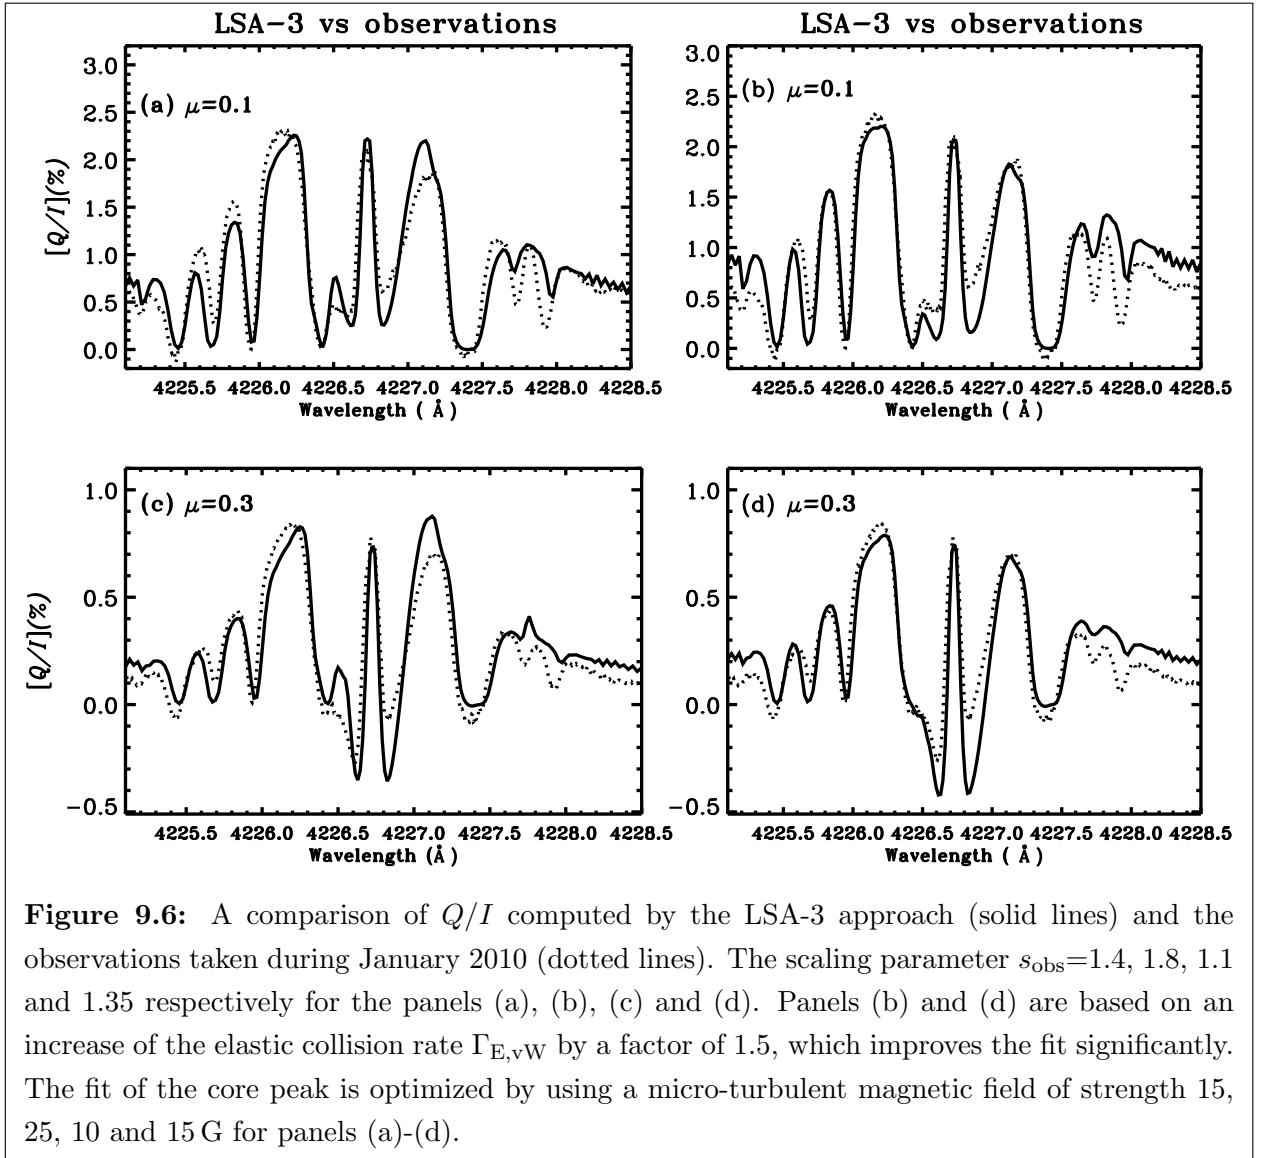 LSA-3 vs observations
LSA-3 vs observations
(a) μ=0.1
3.0
2.5
2.0
1.5
1.0
0.5
0.0
[Q/I](%)
4225.5 4226.0 4226.5 4227.0 4227.5 4228.0 4228.5
Wavelength ( Å )
(b) μ=0.1
3.0
2.5
2.0
1.5
1.0
0.5
0.0
4225.5 4226.0 4226.5 4227.0 4227.5 4228.0 4228.5
Wavelength ( Å )
(c) μ=0.3
1.0
0.5
0.0
−0.5
[Q/I](%)
4225.5 4226.0 4226.5 4227.0 4227.5 4228.0 4228.5
Wavelength (Å )
(d) μ=0.3
1.0
0.5
0.0
−0.5
4225.5 4226.0 4226.5 4227.0 4227.5 4228.0 4228.5
Wavelength ( Å )
Figure 9.6: A comparison of Q/I computed by the LSA-3 approach (solid lines) and the
observations taken during January 2010 (dotted lines). The scaling parameter s_obs=1.4, 1.8, 1.1
and 1.35 respectively for the panels (a), (b), (c) and (d). Panels (b) and (d) are based on an
increase of the elastic collision rate Γ_E,vW by a factor of 1.5, which improves the fit significantly.
The fit of the core peak is optimized by using a micro-turbulent magnetic field of strength 15,
25, 10 and 15 G for panels (a)-(d).